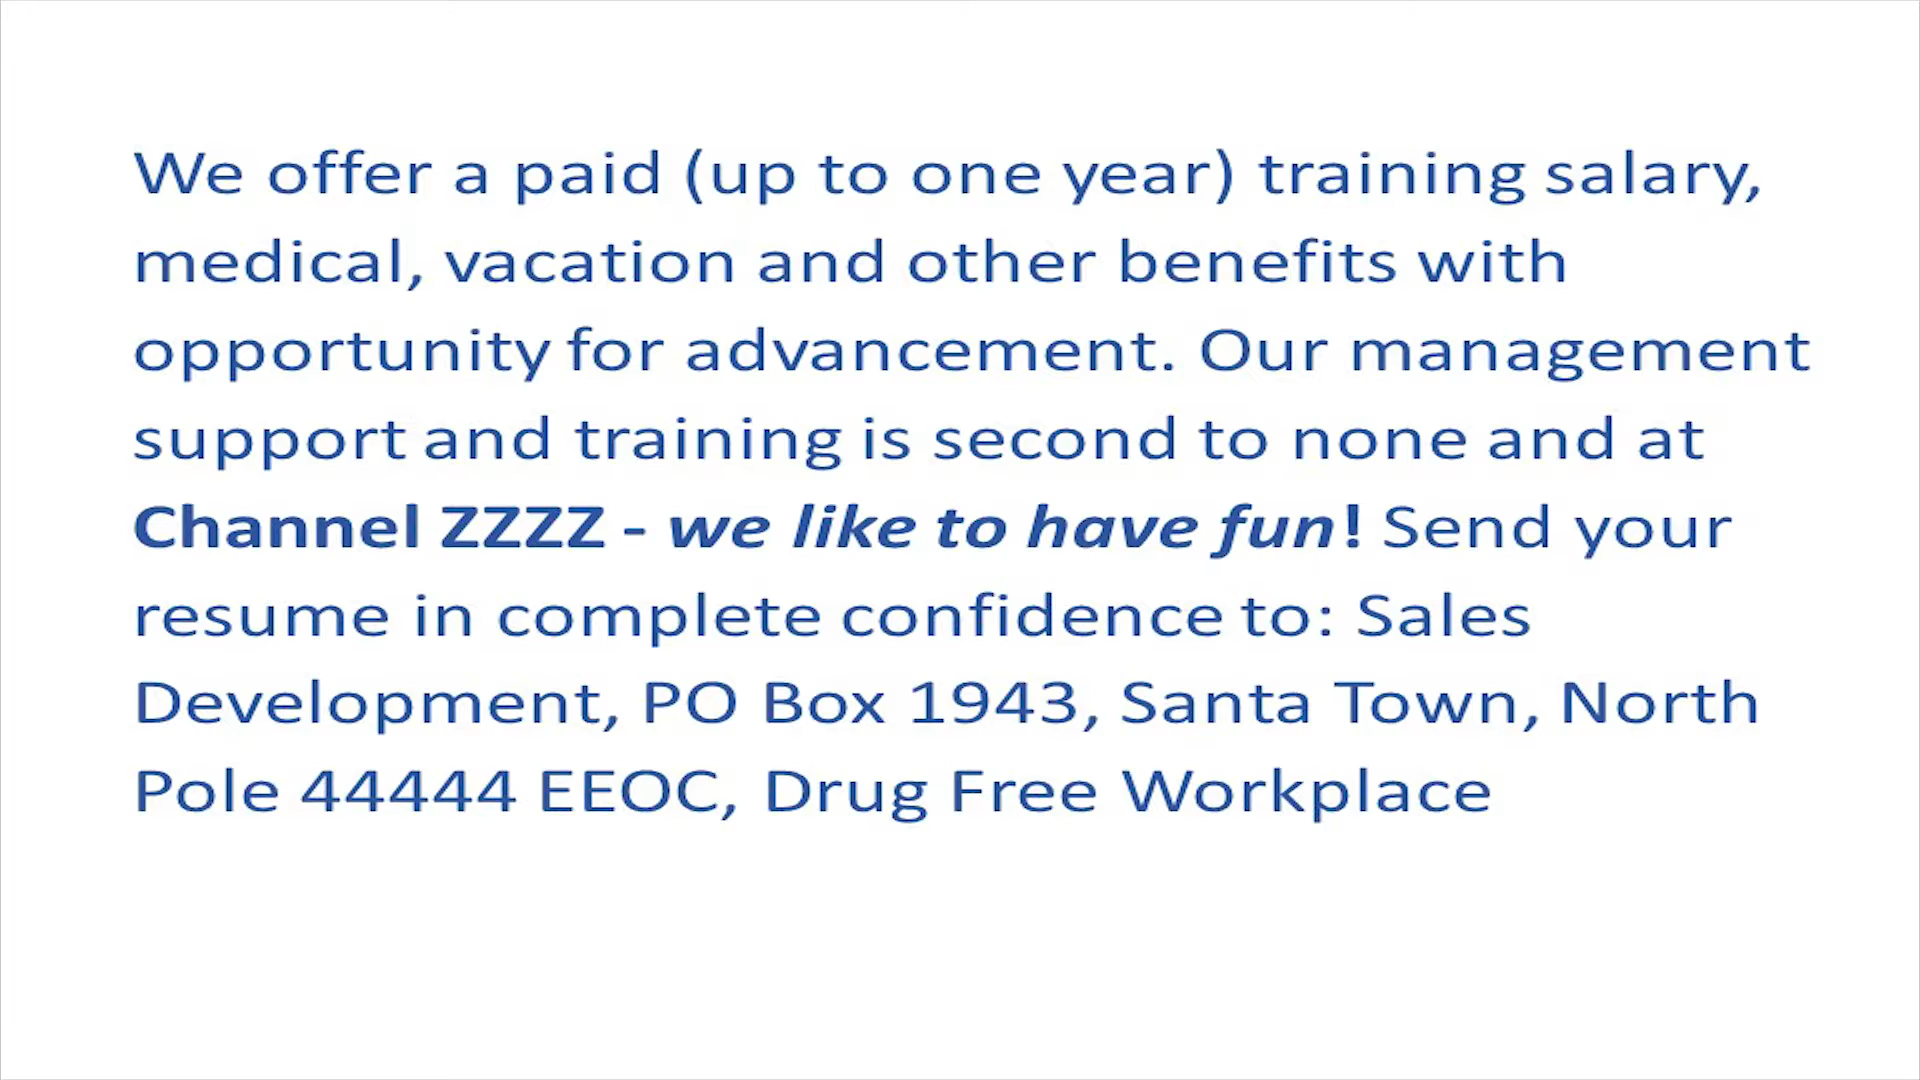 We offer a paid (up to one year) training salary,
medical, vacation and other benefits with
opportunity for advancement. Our management
support and training is second to none and at
Channel ZZZZ - we like to have fun! Send your
resume in complete confidence to: Sales
Development, PO Box 1943, Santa Town, North
Pole 44444 EEOC, Drug Free Workplace